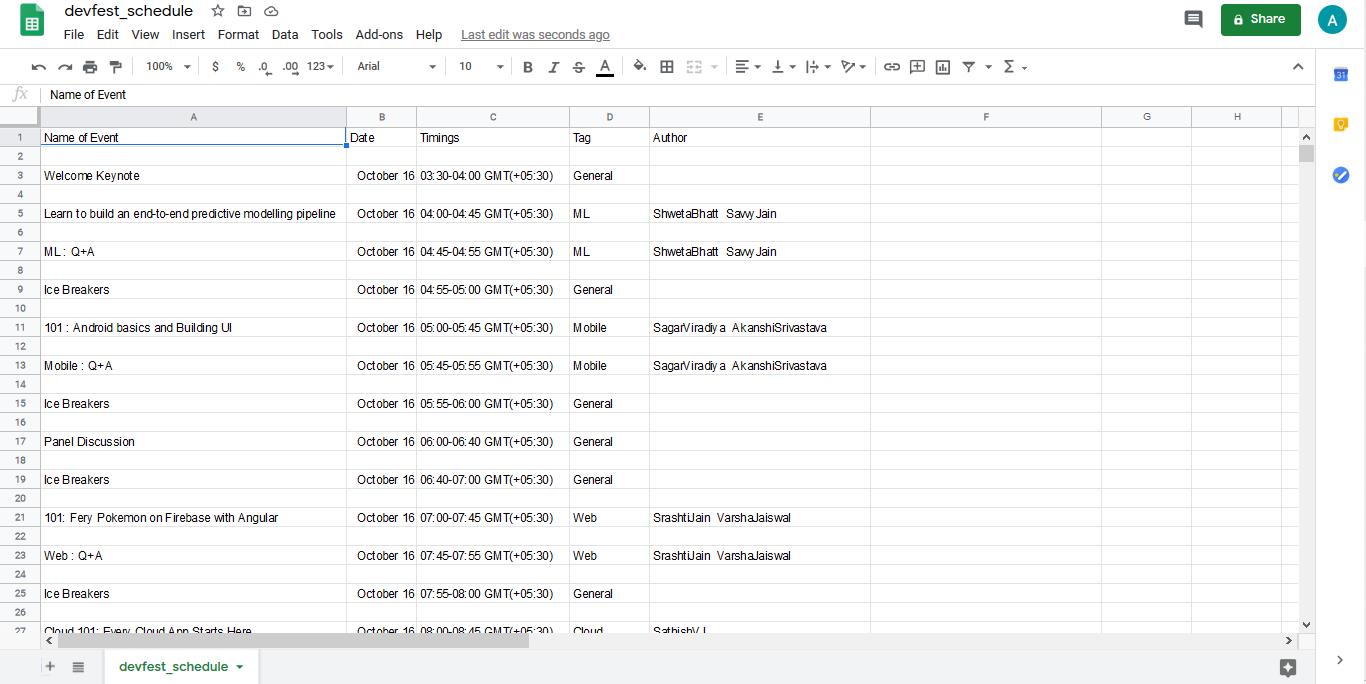 devfest_schedule
File Edit View Insert Format Data Tools Add-ons Help Last edit was seconds ago
Share
A
100% $ % .0 .00 123 Arial 10 B I S A Σ
31
fx Name of Event
A B C D E F G H
1 Name of Event Date Timings Tag Author
2
3 Welcome Keynote October 16 03:30-04:00 GMT(+05:30) General
4
5 Learn to build an end-to-end predictive modelling pipeline October 16 04:00-04:45 GMT(+05:30) ML ShwetaBhatt Savvy Jain
6
7 ML : Q+A October 16 04:45-04:55 GMT(+05:30) ML ShwetaBhatt Savvy Jain
8
9 Ice Breakers October 16 04:55-05:00 GMT(+05:30) General
10
11 101 : Android basics and Building UI October 16 05:00-05:45 GMT(+05:30) Mobile SagarViradiya AkanshiSrivastava
12
13 Mobile : Q+A October 16 05:45-05:55 GMT(+05:30) Mobile SagarViradiya AkanshiSrivastava
14
15 Ice Breakers October 16 05:55-06:00 GMT(+05:30) General
16
17 Panel Discussion October 16 06:00-06:40 GMT(+05:30) General
18
19 Ice Breakers October 16 06:40-07:00 GMT(+05:30) General
20
21 101: Fery Pokemon on Firebase with Angular October 16 07:00-07:45 GMT(+05:30) Web SrashtiJain VarshaJaiswal
22
23 Web : Q+A October 16 07:45-07:55 GMT(+05:30) Web SrashtiJain VarshaJaiswal
24
25 Ice Breakers October 16 07:55-08:00 GMT(+05:30) General
26
27 Cloud 101: Every Cloud App Starts Here October 16 08:00-08:45 GMT(+05:30) Cloud
devfest_schedule